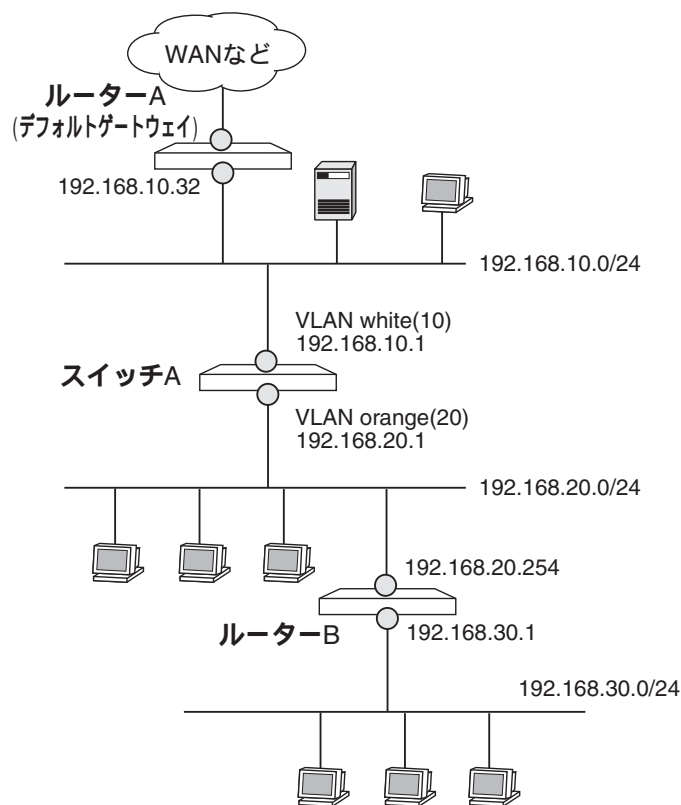 WANなど
ルーターA
(デフォルトゲートウェイ)
192.168.10.32
192.168.10.0/24
VLAN white(10)
192.168.10.1
スイッチA
VLAN orange(20)
192.168.20.1
192.168.20.0/24
192.168.20.254
ルーターB
192.168.30.1
192.168.30.0/24